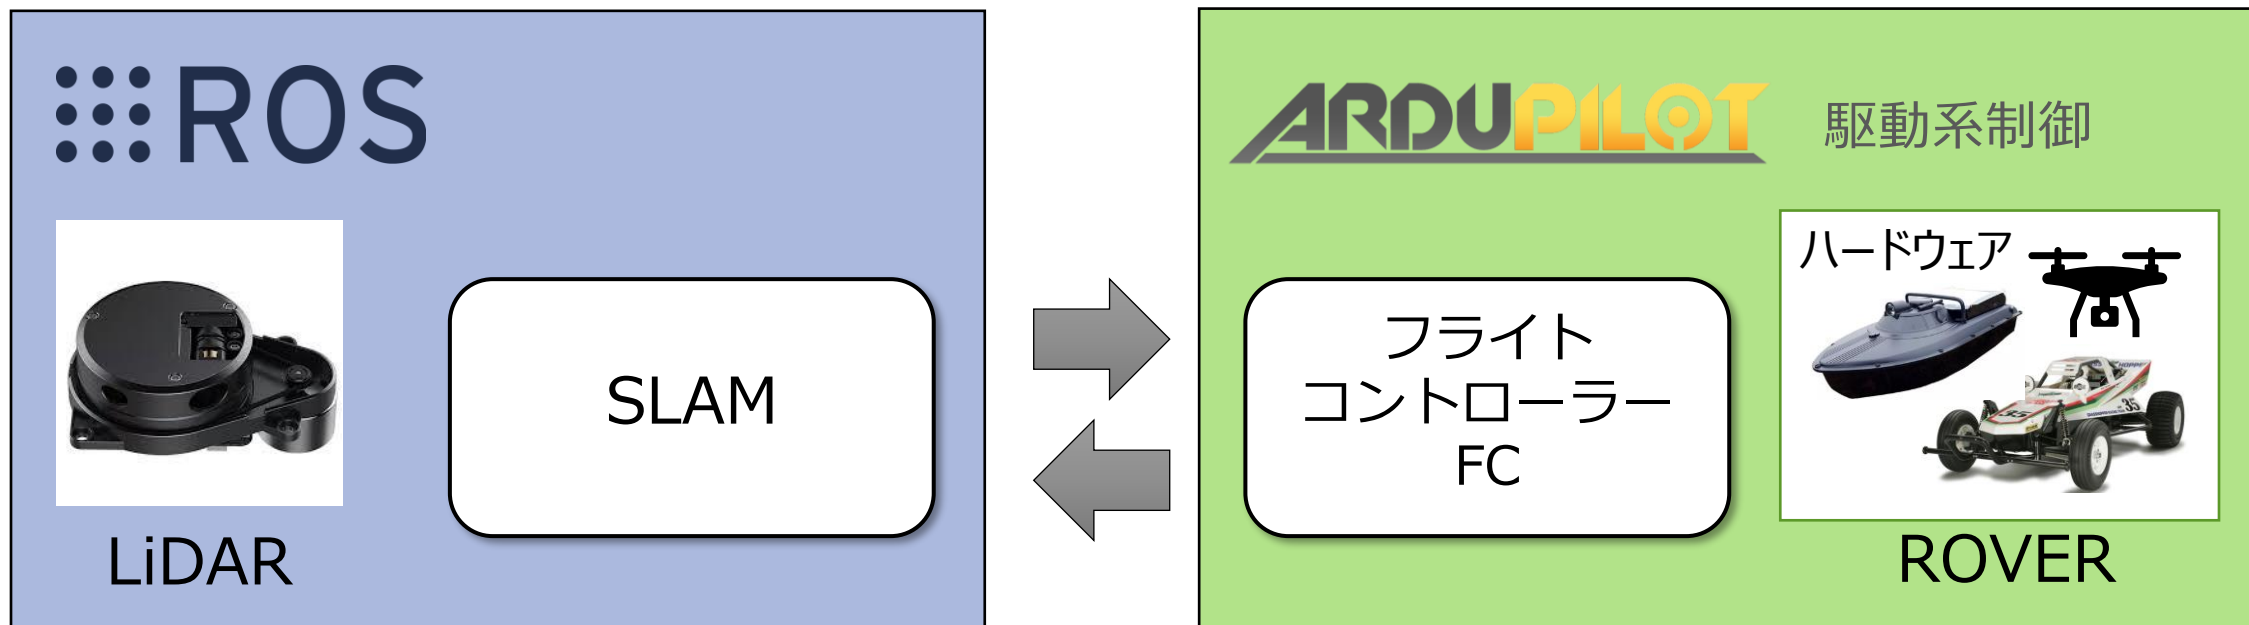 ROS
LiDAR
SLAM
ARDUPILOT
駆動系制御
フライト
コントローラー
FC
ハードウェア
ROVER